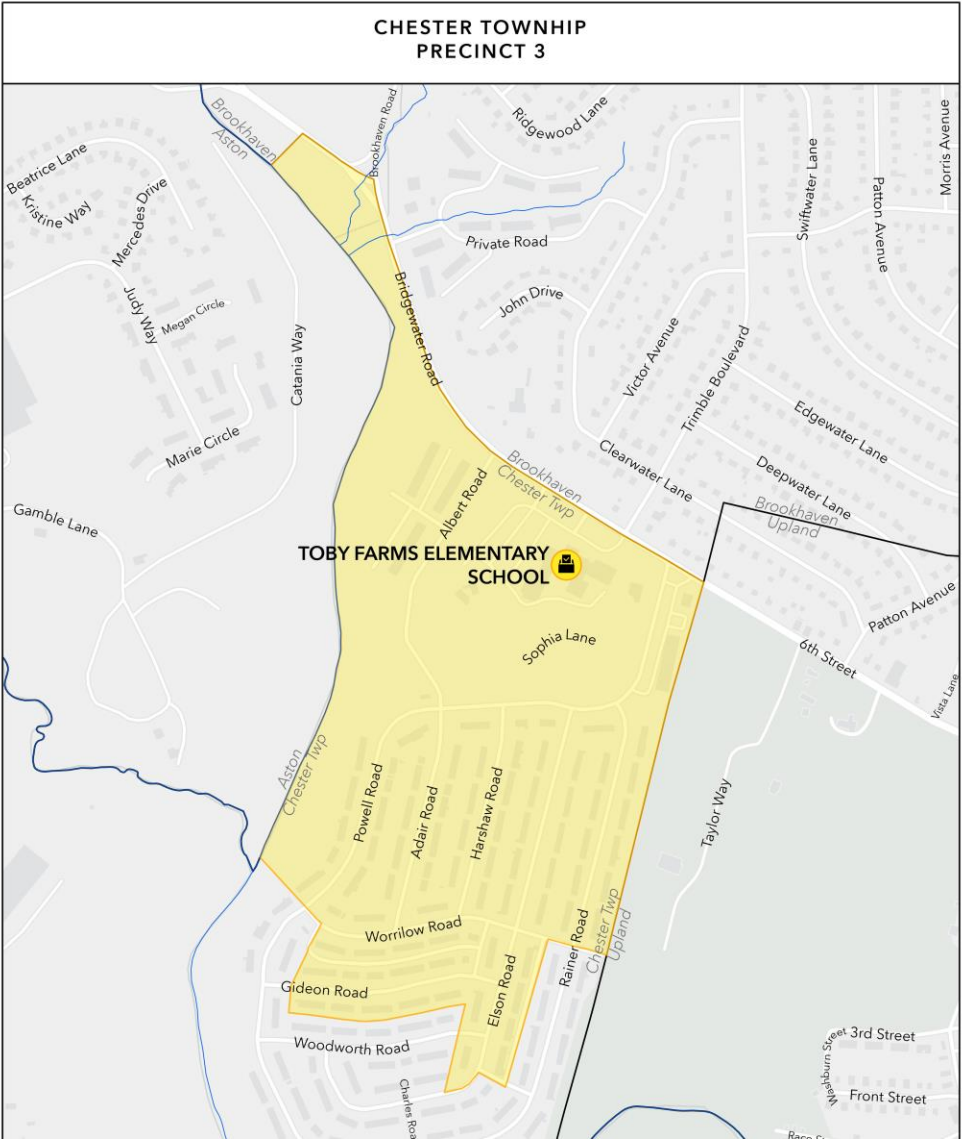 CHESTER TOWNHIP
PRECINCT 3
Brookhaven
Aston
Brookhaven Road
Ridgewood Lane
Beatrice Lane
Kristine Way
Mercedes Drive
Swiftwater Lane
Patton Avenue
Morris Avenue
Private Road
Judy Way
Megan Circle
Catania Way
Bridgewater Road
John Drive
Victor Avenue
Trimble Boulevard
Marie Circle
Edgewater Lane
Clearwater Lane
Deepwater Lane
Brookhaven
Chester Twp
Albert Road
Brookhaven
Upland
Gamble Lane
TOBY FARMS ELEMENTARY
SCHOOL
Patton Avenue
Sophia Lane
6th Street
Vista Lane
Aston
Chester Twp
Powell Road
Adair Road
Harshaw Road
Taylor Way
Worrilow Road
Rainer Road
Chester Twp
Upland
Gideon Road
Elson Road
Woodworth Road
Washburn Street
3rd Street
Front Street
Charles Roa
Race S